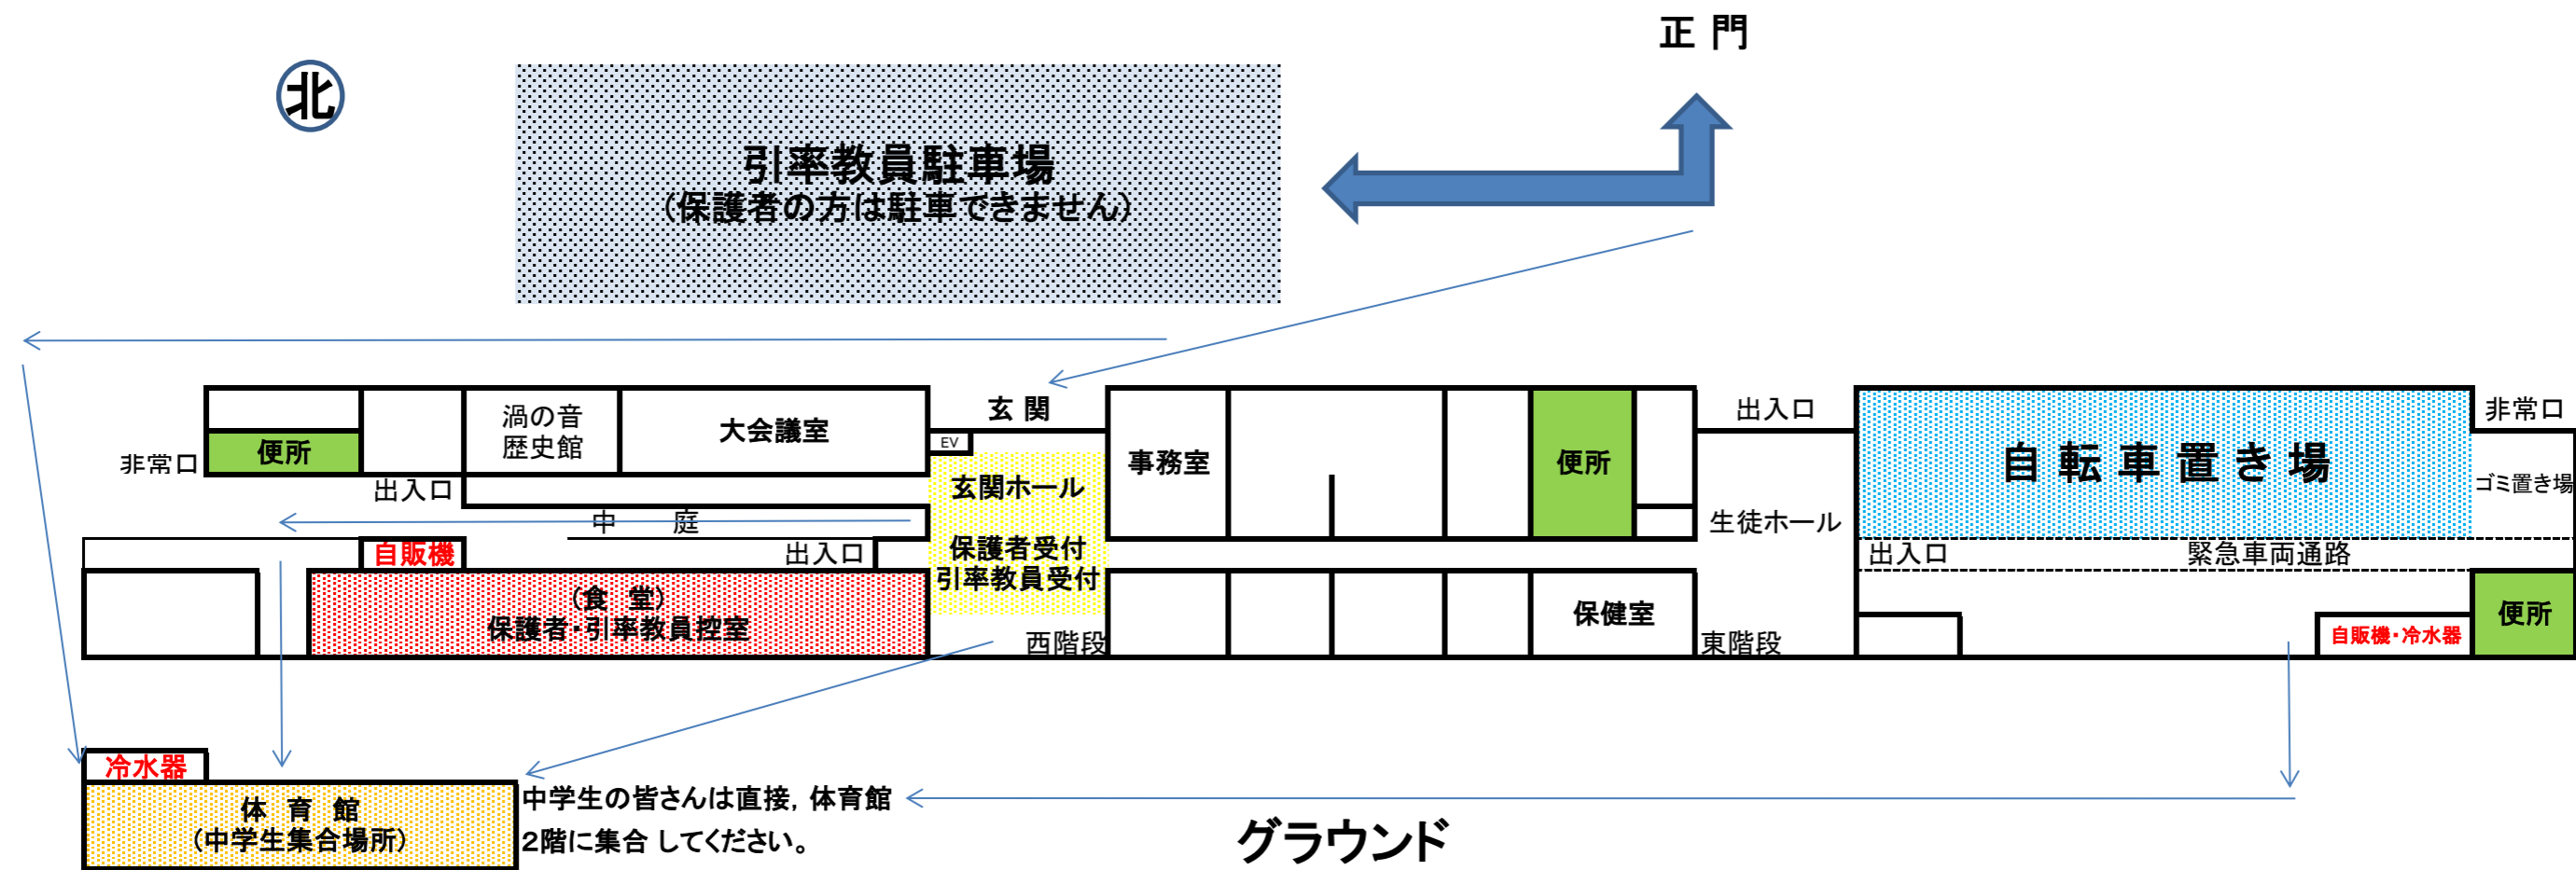 正 門
北
引率教員駐車場
(保護者の方は駐車できません)
渦の音
歴史館
大会議室
玄 関
EV
事務室
便所
出入口
自 転 車 置 き 場
非常口
便所
非常口
出入口
玄関ホール
ゴミ置き場
中 庭
生徒ホール
自販機
出入口
保護者受付
引率教員受付
出入口
緊急車両通路
(食 堂)
保護者・引率教員控室
西階段
保健室
東階段
自販機・冷水器
便所
冷水器
体 育 館
(中学生集合場所)
中学生の皆さんは直接，体育館
2階に集合 してください。
グラウンド